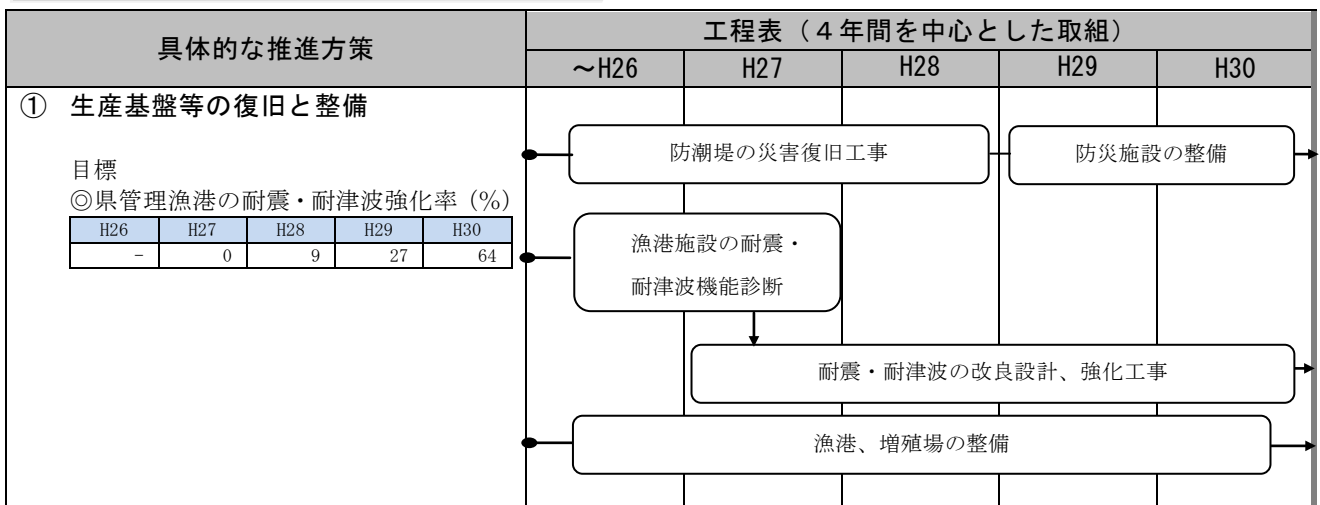 具体的な推進方策
工程表（４年間を中心とした取組）
～H26 H27 H28 H29 H30
① 生産基盤等の復旧と整備
目標
◎県管理漁港の耐震・耐津波強化率（%）
H26 H27 H28 H29 H30
- 0 9 27 64
防潮堤の災害復旧工事
防災施設の整備
漁港施設の耐震・
耐津波機能診断
耐震・耐津波の改良設計、強化工事
漁港、増殖場の整備